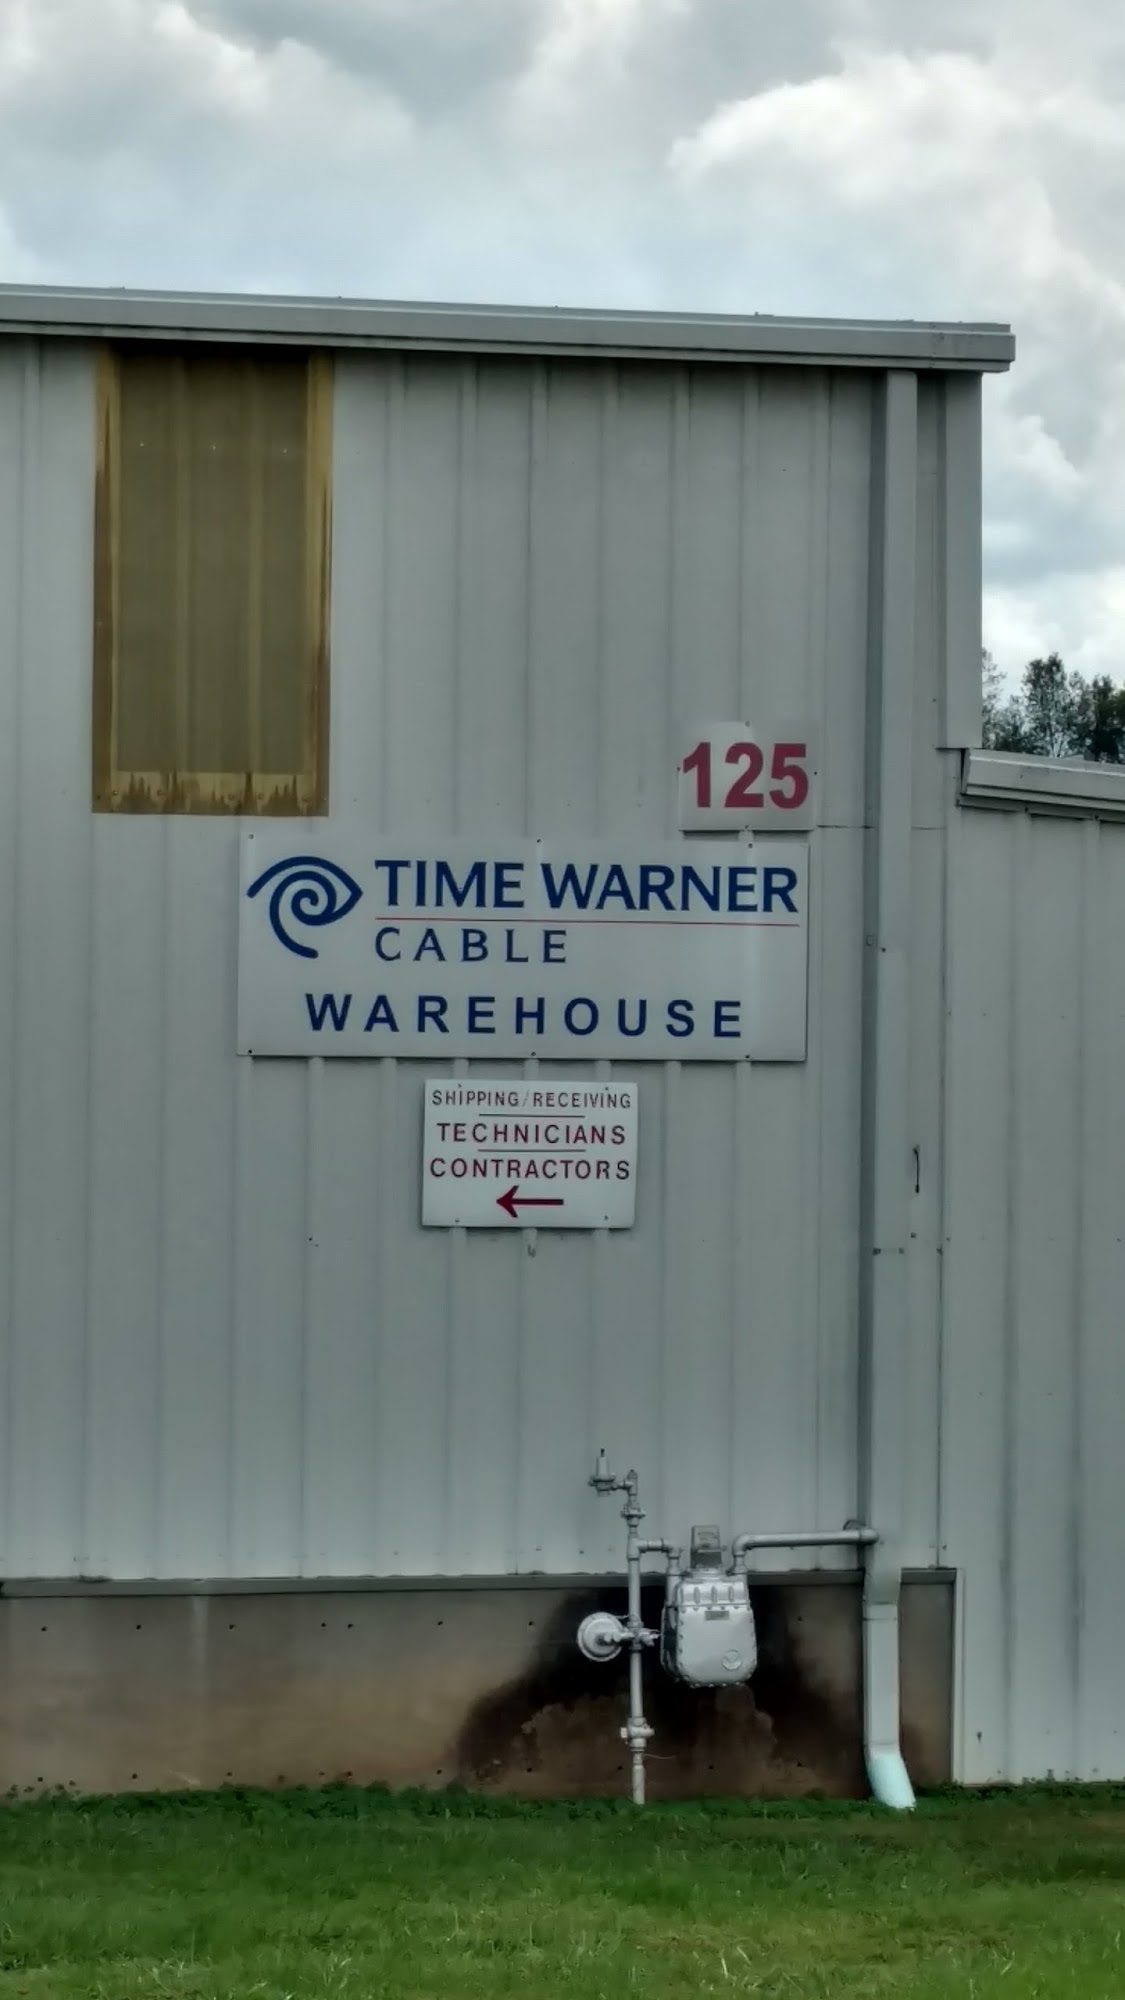 125
TIME WARNER
CABLE
WAREHOUSE
SHIPPING/RECEIVING
TECHNICIANS
CONTRACTORS